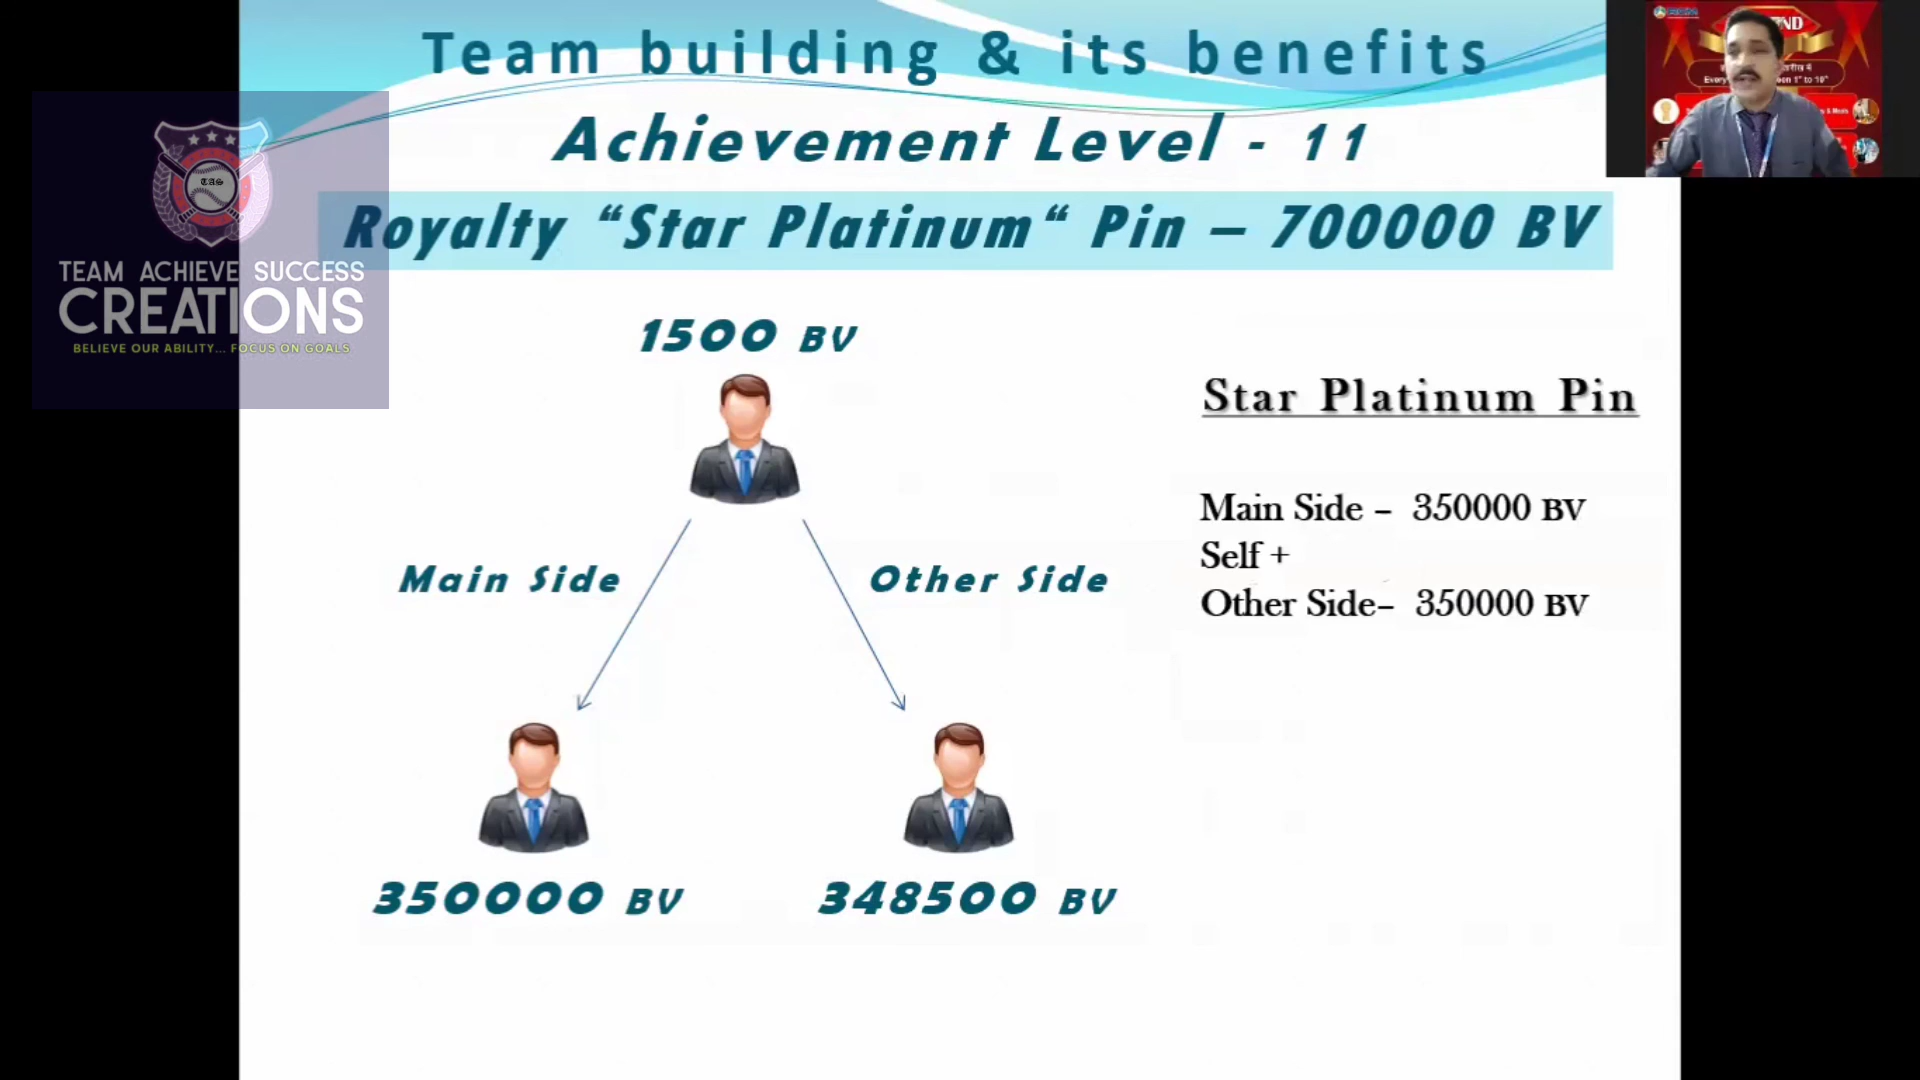 Team building & its benefits
Achievement Level - 11
Royalty “Star Platinum“ Pin – 700000 BV
TAS
TEAM ACHIEVE SUCCESS
CREATIONS
BELIEVE OUR ABILITY... FOCUS ON GOALS
1500 BV
Main Side
Other Side
350000 BV
348500 BV
Star Platinum Pin
Main Side – 350000 BV
Self +
Other Side– 350000 BV